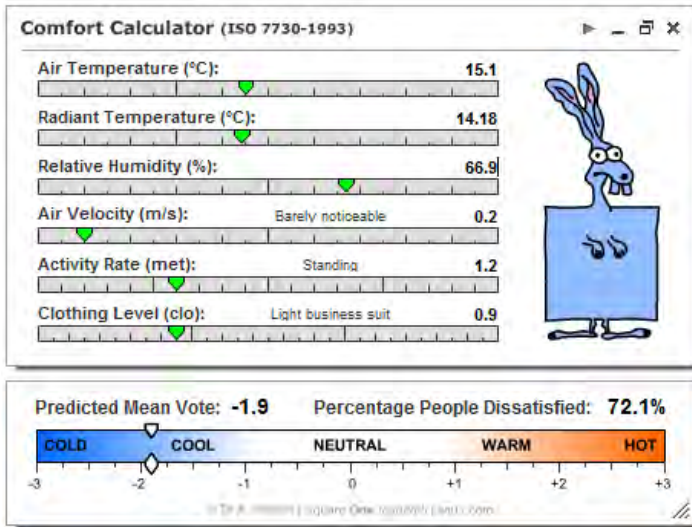 Comfort Calculator (ISO 7730-1993)
Air Temperature (°C): 15.1
Radiant Temperature (°C): 14.18
Relative Humidity (%): 66.9
Air Velocity (m/s): Barely noticeable 0.2
Activity Rate (met): Standing 1.2
Clothing Level (clo): Light business suit 0.9
Predicted Mean Vote: -1.9 Percentage People Dissatisfied: 72.1%
COLD COOL NEUTRAL WARM HOT
-3 -2 -1 0 +1 +2 +3